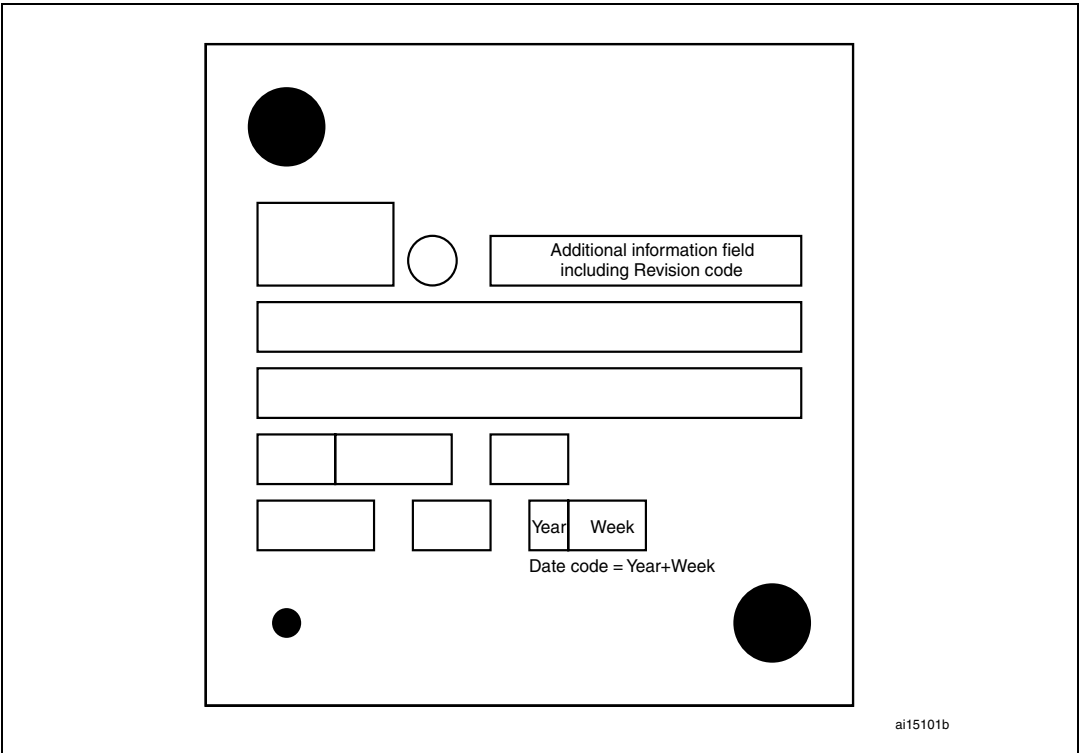 Additional information field
including Revision code
Year Week
Date code = Year+Week
ai15101b